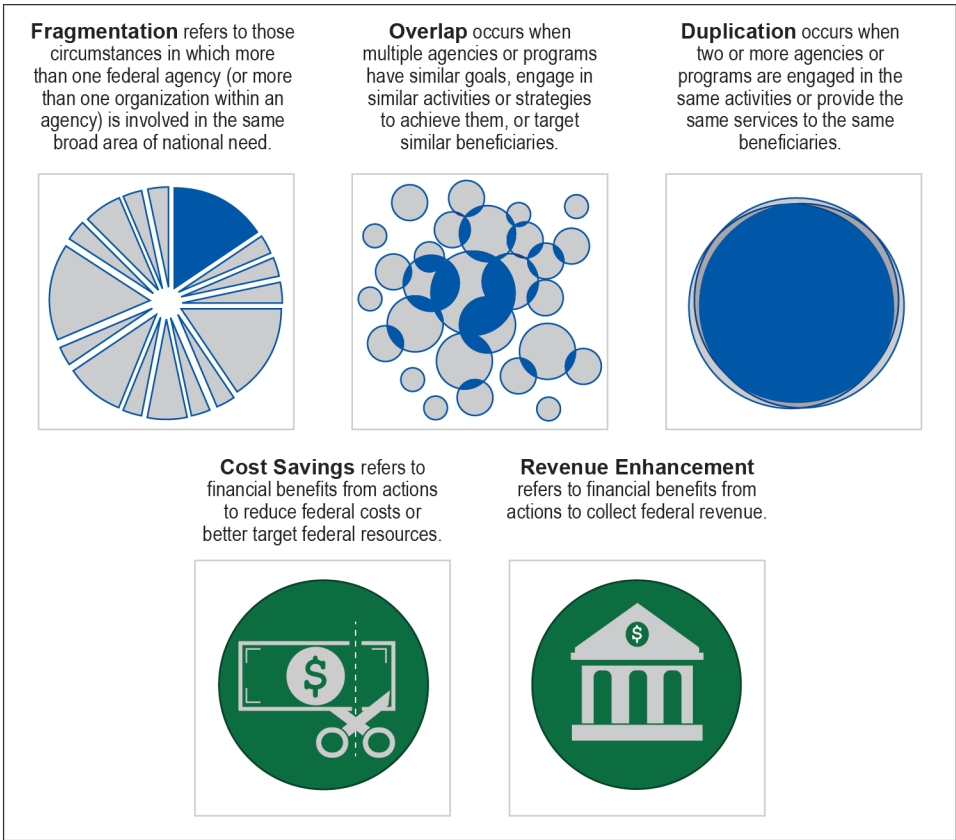 Fragmentation refers to those
circumstances in which more
than one federal agency (or more
than one organization within an
agency) is involved in the same
broad area of national need.
Overlap occurs when
multiple agencies or programs
have similar goals, engage in
similar activities or strategies
to achieve them, or target
similar beneficiaries.
Duplication occurs when
two or more agencies or
programs are engaged in the
same activities or provide the
same services to the same
beneficiaries.
Cost Savings refers to
financial benefits from actions
to reduce federal costs or
better target federal resources.
$
Revenue Enhancement
refers to financial benefits from
actions to collect federal revenue.
$